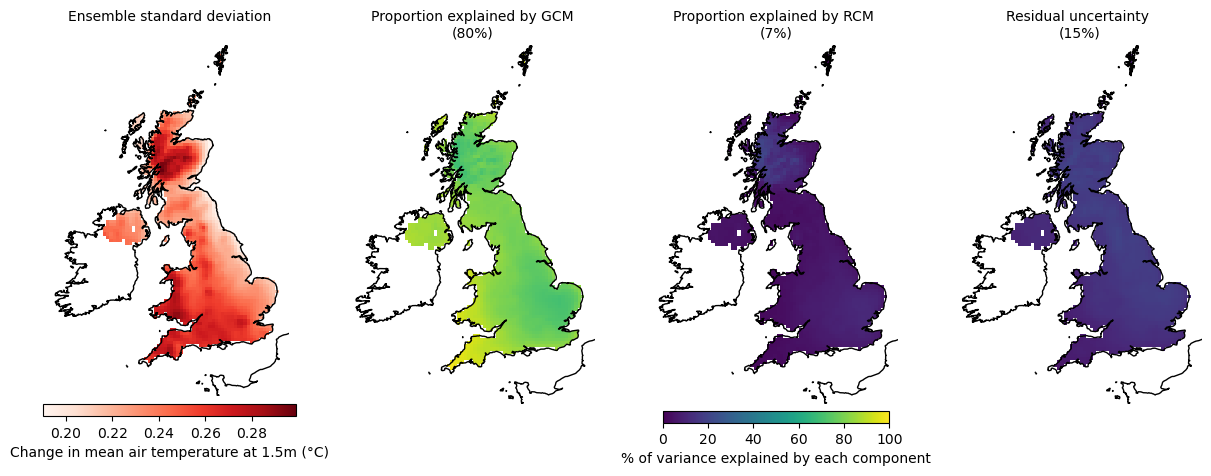 Ensemble standard deviation
Proportion explained by GCM
(80%)
Proportion explained by RCM
(7%)
Residual uncertainty
(15%)
0.20 0.22 0.24 0.26 0.28
Change in mean air temperature at 1.5m (°C)
0 20 40 60 80 100
% of variance explained by each component